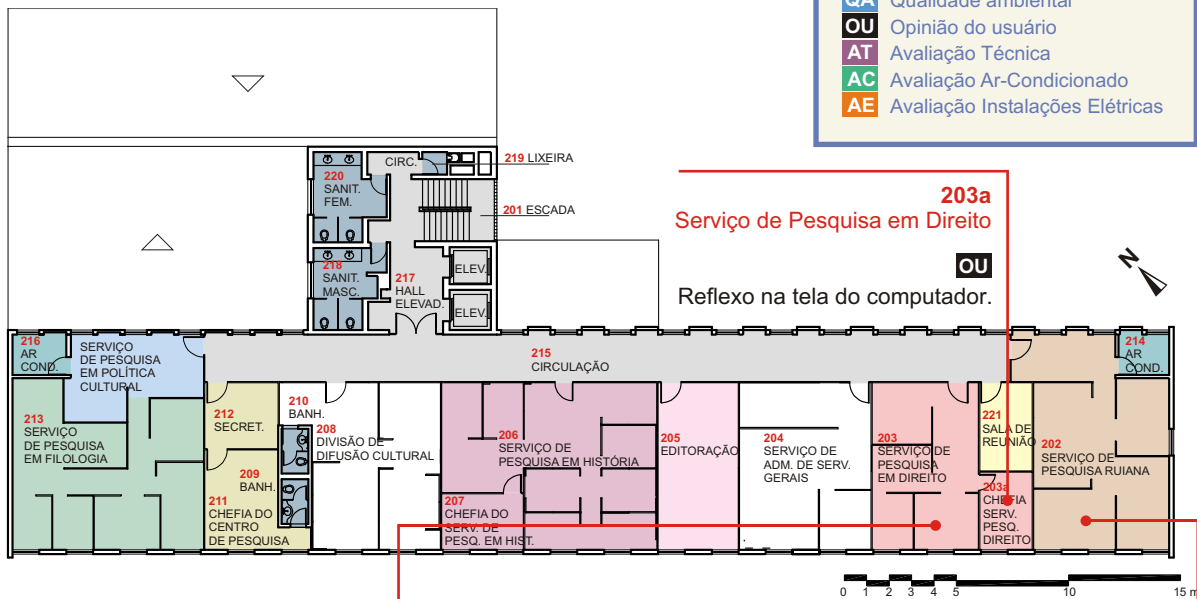 QA Qualidade ambiental
OU Opinião do usuário
AT Avaliação Técnica
AC Avaliação Ar-Condicionado
AE Avaliação Instalações Elétricas
203a
Serviço de Pesquisa em Direito
OU
Reflexo na tela do computador.
N
220
SANIT.
FEM.
CIRC.
219 LIXEIRA
201 ESCADA
218
SANIT.
MASC.
217
HALL
ELEVAD.
ELEV.
ELEV.
216
AR
COND.
SERVIÇO
DE PESQUISA
EM POLÍTICA
CULTURAL
215
CIRCULAÇÃO
214
AR
COND.
213
SERVIÇO
DE PESQUISA
EM FILOLOGIA
212
SECRET.
210
BANH.
208
DIVISÃO DE
DIFUSÃO CULTURAL
209
BANH.
211
CHEFIA DO
CENTRO
DE PESQUISA
206
SERVIÇO DE
PESQUISA EM HISTÓRIA
207
CHEFIA DO
SERV. DE
PESQ. EM HIST.
205
EDITORAÇÃO
204
SERVIÇO DE
ADM. DE SERV.
GERAIS
203
SERVIÇO DE
PESQUISA
EM DIREITO
221
SALA DE
REUNIÃO
203a
CHEFIA
SERV.
PESQ.
DIREITO
202
SERVIÇO DE
PESQUISA RUIANA
0 1 2 3 4 5 10 15 m